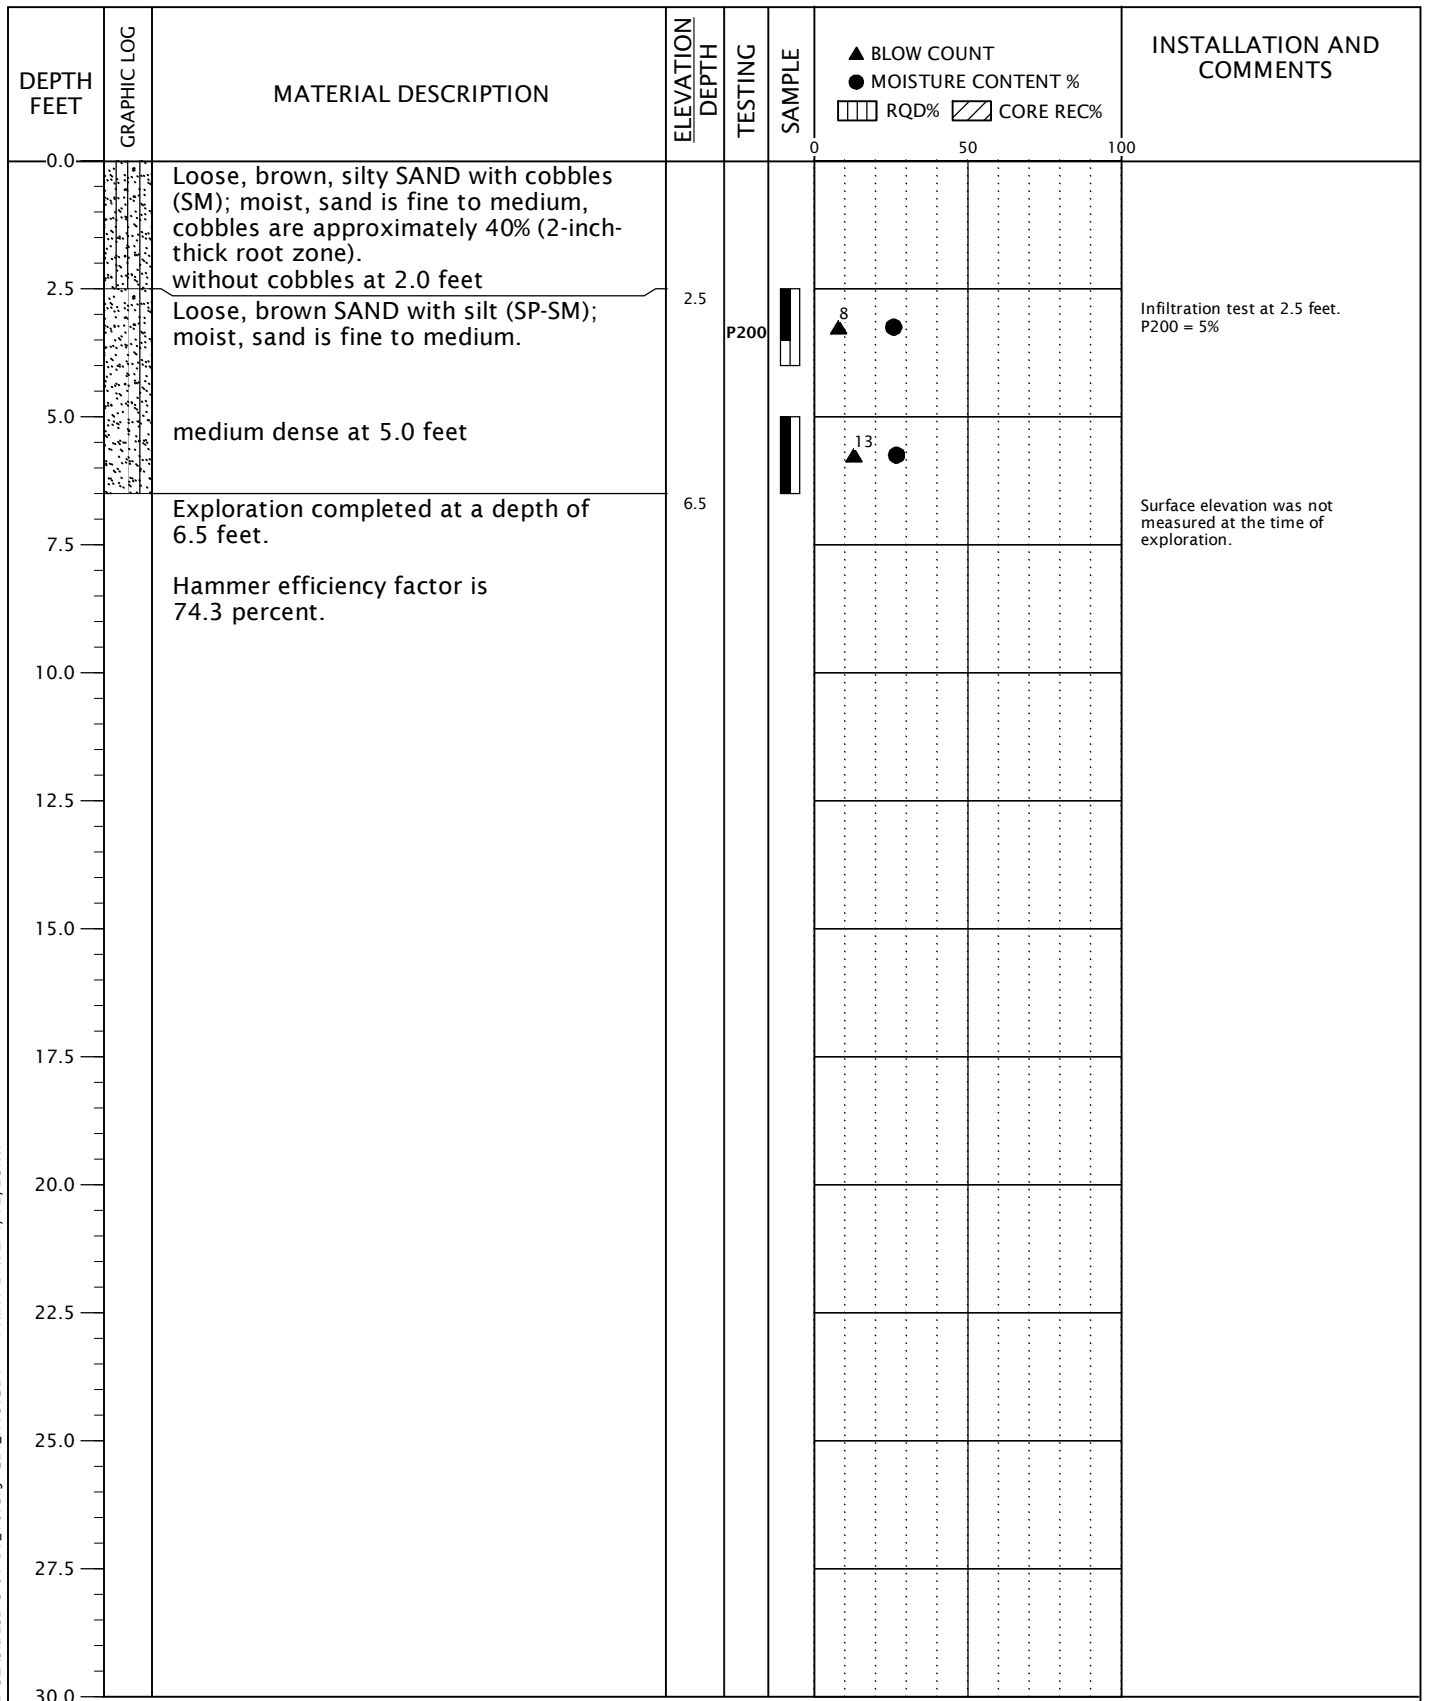 DEPTH
FEET
GRAPHIC LOG
MATERIAL DESCRIPTION
ELEVATION
DEPTH
TESTING
SAMPLE
▲ BLOW COUNT
● MOISTURE CONTENT %
RQD% CORE REC%
INSTALLATION AND
COMMENTS
0 50 100
0.0
Loose, brown, silty SAND with cobbles
(SM); moist, sand is fine to medium,
cobbles are approximately 40% (2-inch-
thick root zone).
without cobbles at 2.0 feet
2.5
2.5
Loose, brown SAND with silt (SP-SM);
moist, sand is fine to medium.
P200
8
Infiltration test at 2.5 feet.
P200 = 5%
5.0
medium dense at 5.0 feet
13
6.5
Exploration completed at a depth of
6.5 feet.
Surface elevation was not
measured at the time of
exploration.
7.5
Hammer efficiency factor is
74.3 percent.
10.0
12.5
15.0
17.5
20.0
22.5
25.0
27.5
30.0